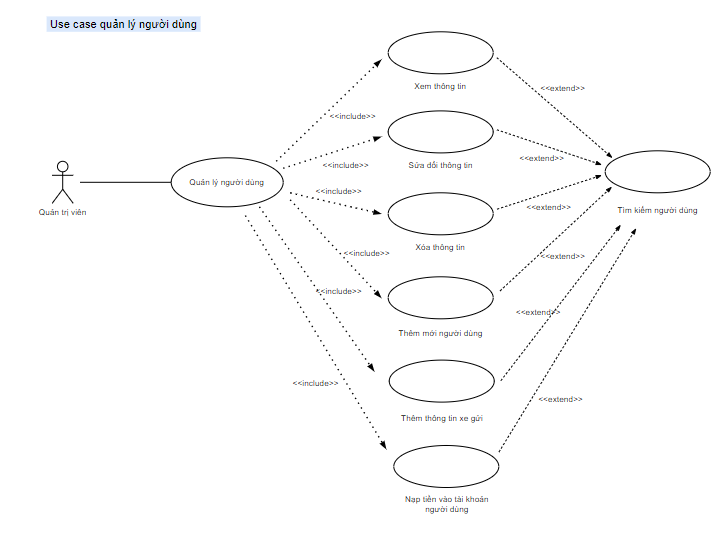 Use case quản lý người dùng
Xem thông tin
<<extend>>
<<include>>
Sửa đổi thông tin
<<extend>>
<<include>>
Quản lý người dùng
<<include>>
Quản trị viên
Tìm kiếm người dùng
<<extend>>
Xóa thông tin
<<include>>
<<extend>>
<<include>>
<<extend>>
Thêm mới người dùng
<<include>>
<<extend>>
Thêm thông tin xe gửi
Nạp tiền vào tài khoản
người dùng